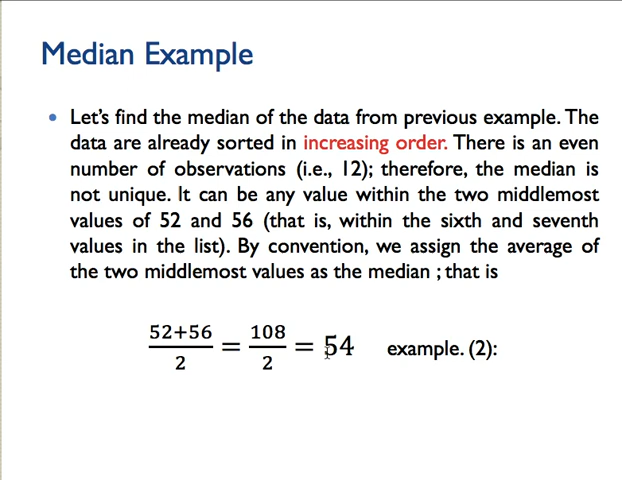 Median Example
• Let's find the median of the data from previous example. The
data are already sorted in increasing order. There is an even
number of observations (i.e., 12); therefore, the median is
not unique. It can be any value within the two middlemost
values of 52 and 56 (that is, within the sixth and seventh
values in the list). By convention, we assign the average of
the two middlemost values as the median ; that is
52+56/2 = 108/2 = 54 example. (2):